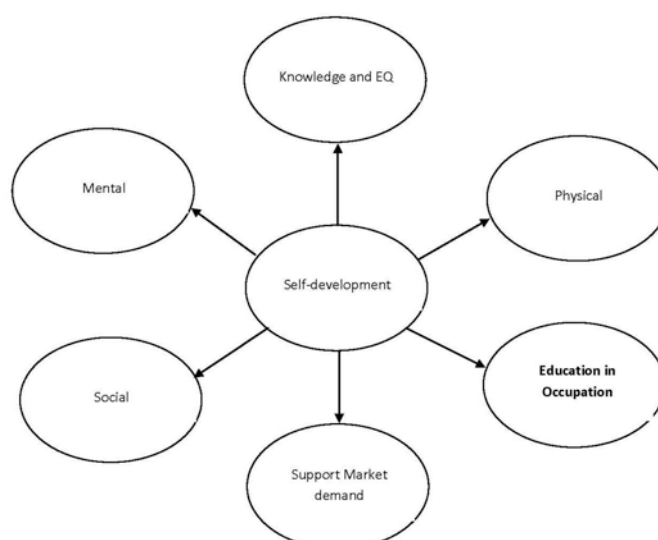 Knowledge and EQ
Mental
Physical
Self-development
Education in
Occupation
Social
Support Market
demand